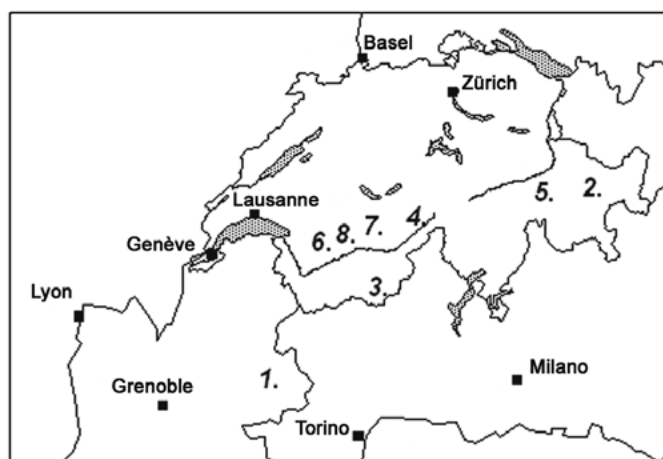 Basel
Zürich
5. 2.
Lausanne
6. 8. 7. 4.
Genève
3.
Lyon
1.
Milano
Grenoble
Torino